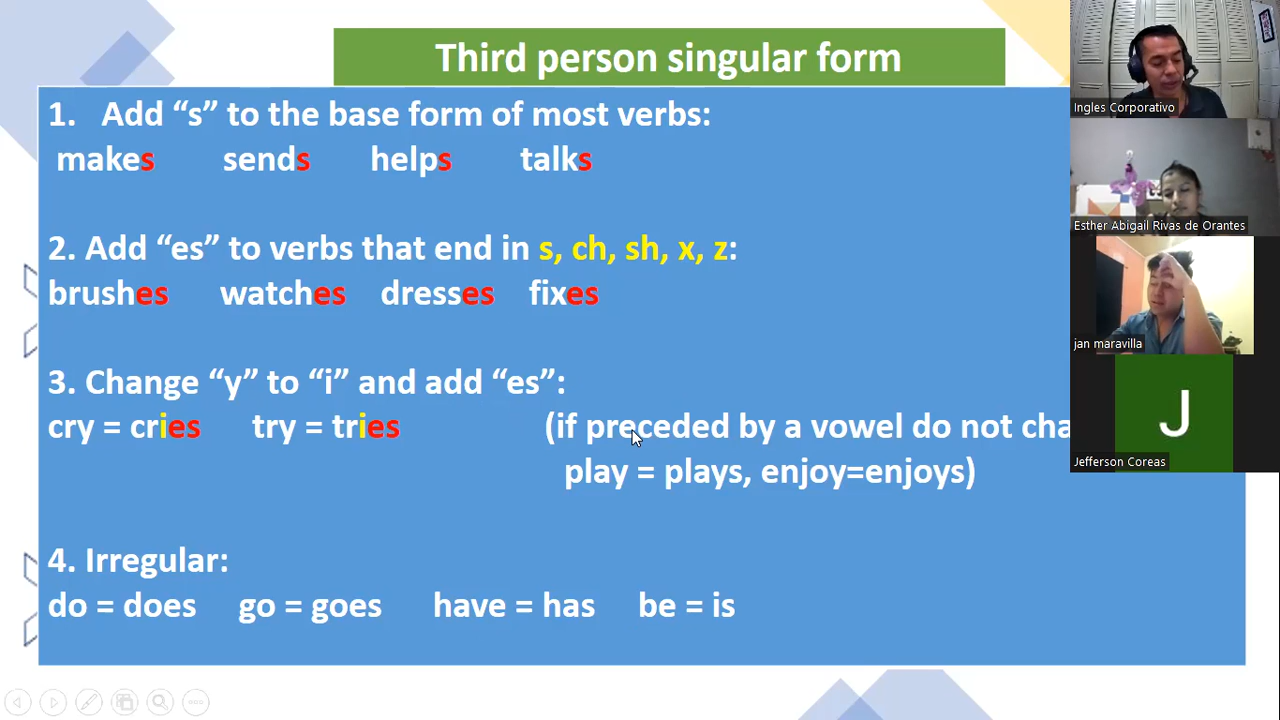 Third person singular form
1. Add “s” to the base form of most verbs:
makes sends helps talks
2. Add “es” to verbs that end in s, ch, sh, x, z:
brushes watches dresses fixes
3. Change “y” to “i” and add “es”:
cry = cries try = tries (if preceded by a vowel do not
play = plays, enjoy=enjoys)
4. Irregular:
do = does go = goes have = has be = is
Ingles Corporativo
Esther Abigail Rivas de Orantes
jan maravilla
J
Jefferson Coreas